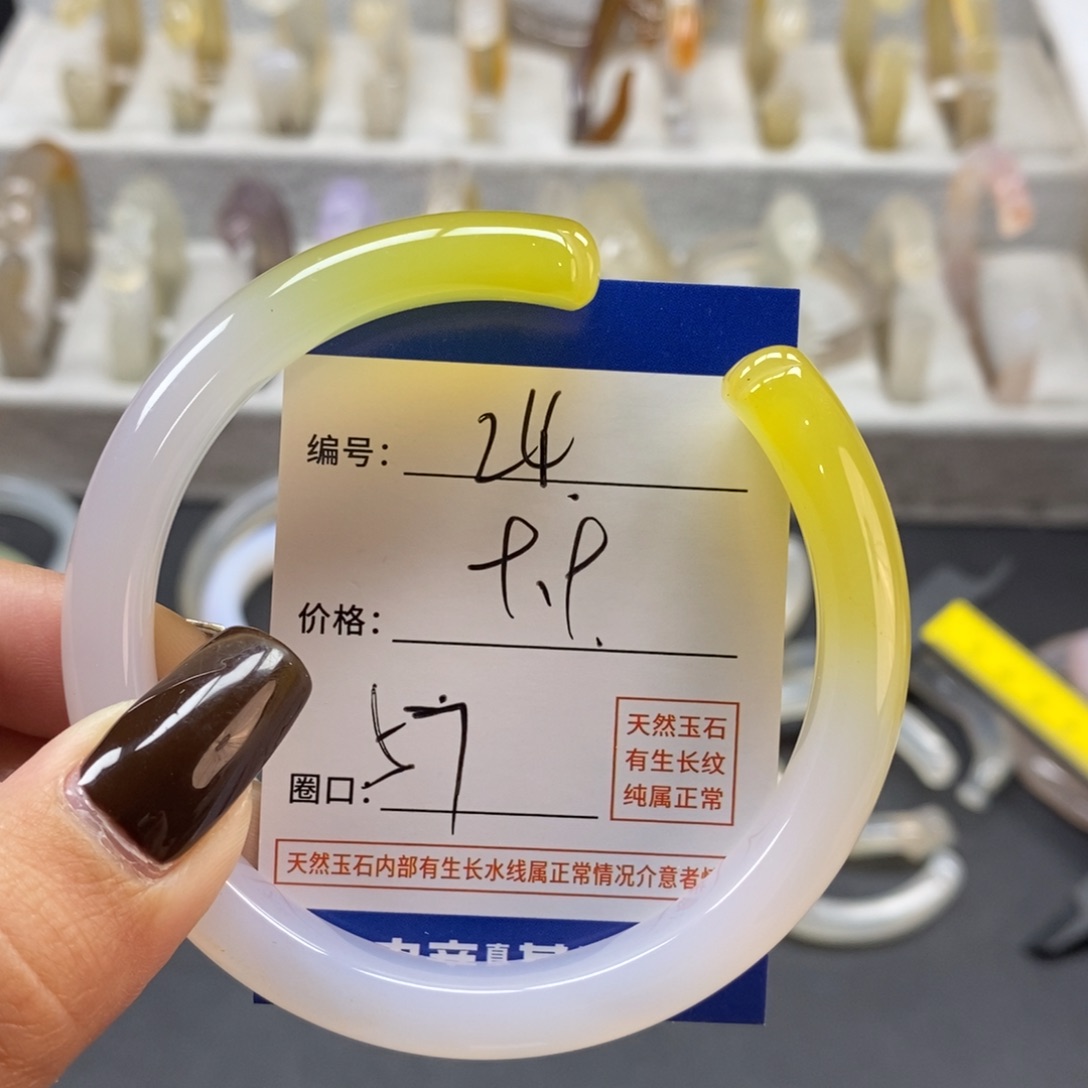 编号: 24.
价格:
圈口: 57
天然玉石
有生长纹
纯属正常
天然玉石内部有生长水线属正常情况介意者